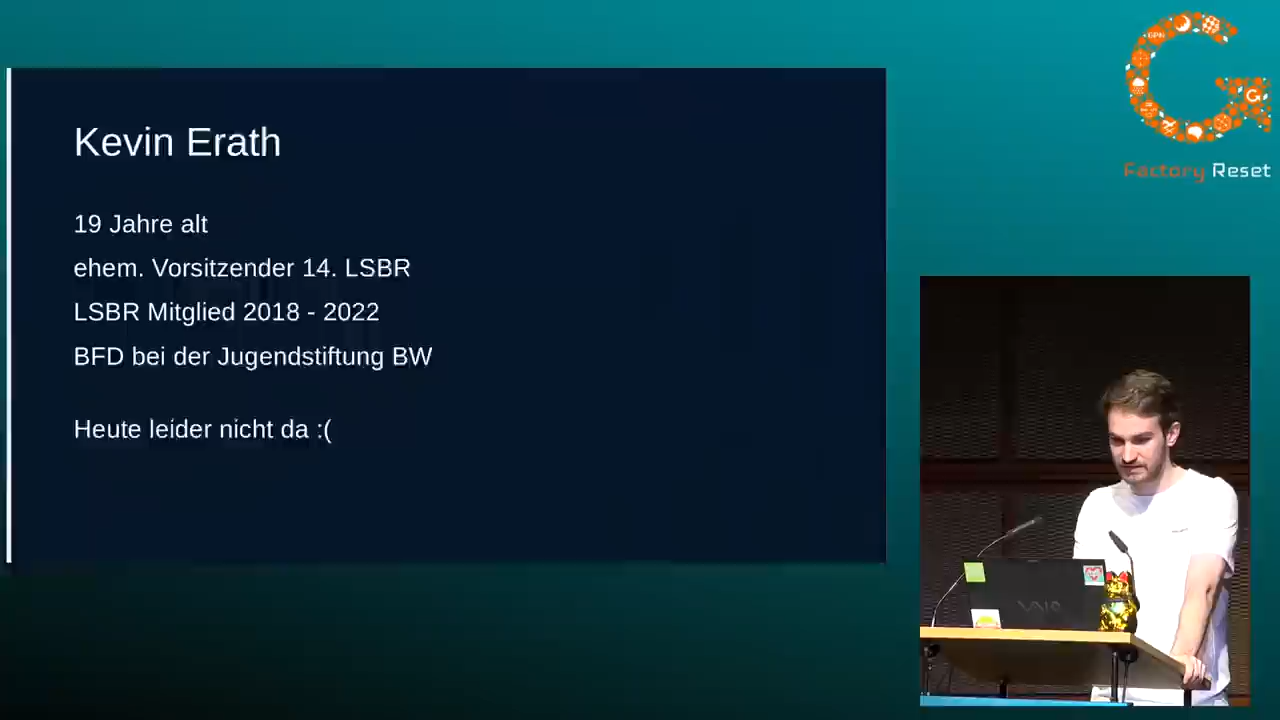 Kevin Erath
19 Jahre alt
ehem. Vorsitzender 14. LSBR
LSBR Mitglied 2018 - 2022
BFD bei der Jugendstiftung BW
Heute leider nicht da :(
GPN
G
Factory Reset
VAIO